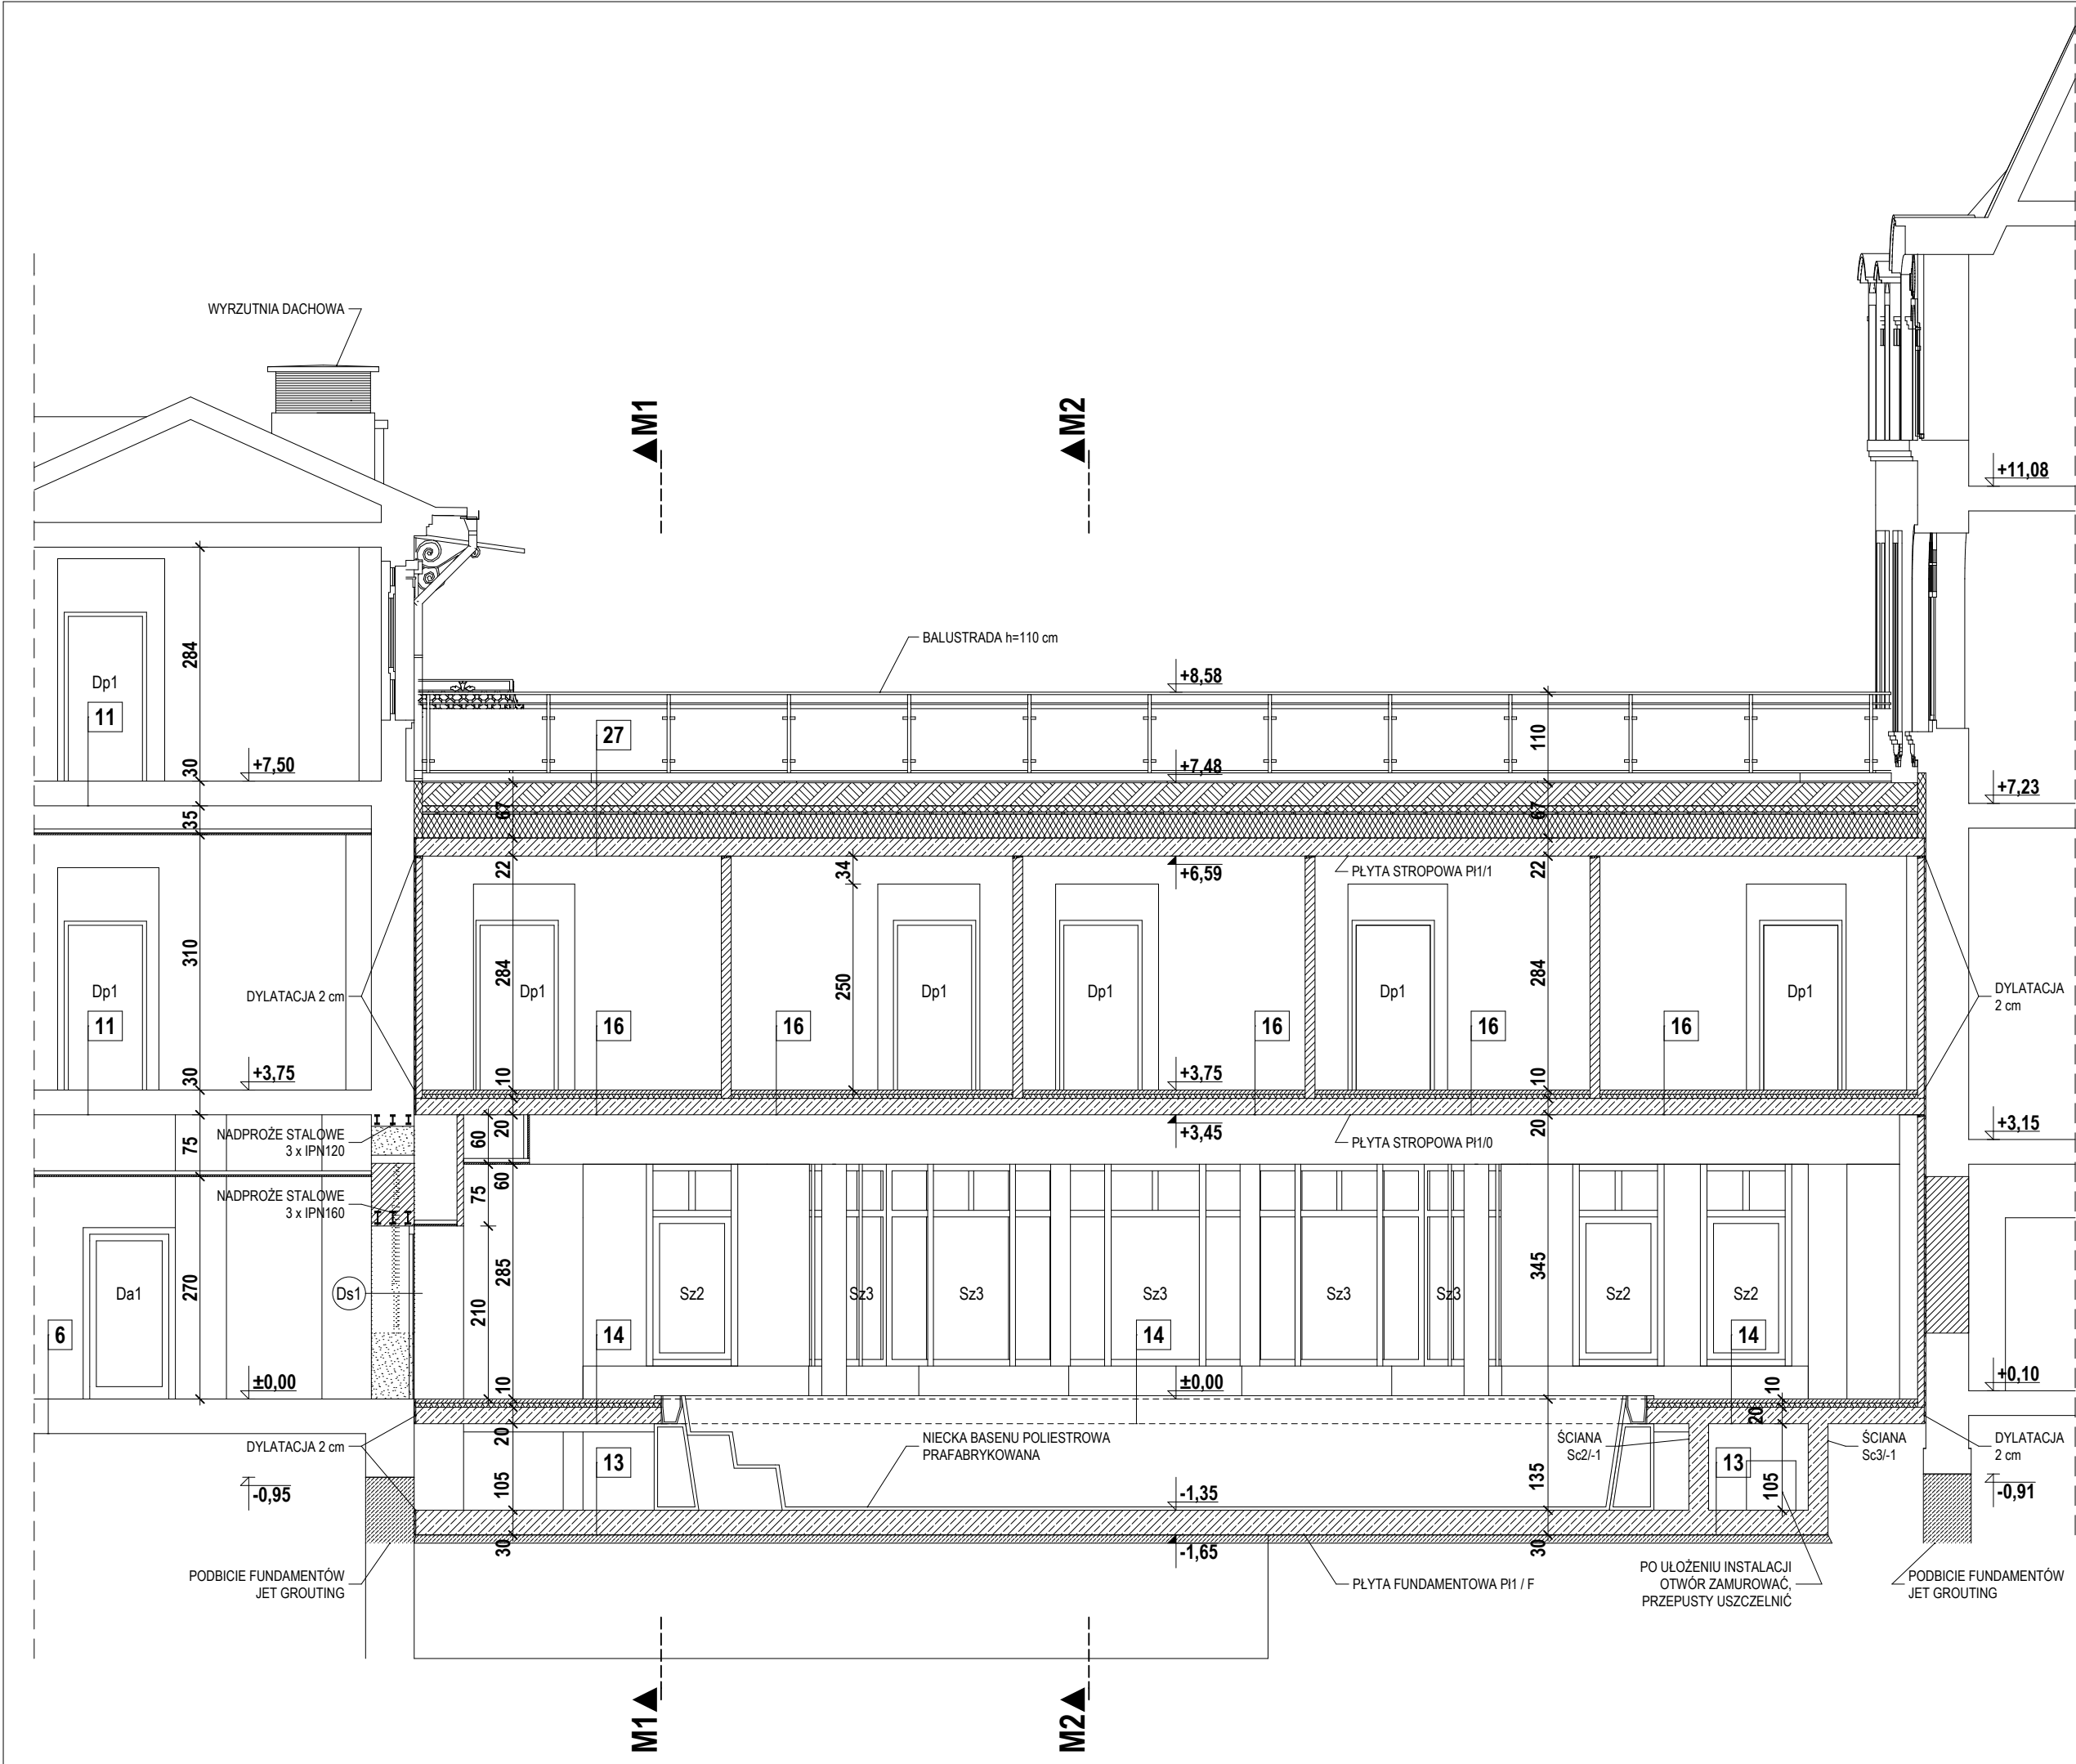 WYRZUTNIA DACHOWA
M1
M2
+11,08
284
Dp1
11
30
+7,50
35
BALUSTRADA h=110 cm
+8,58
27
110
+7,48
+7,23
67
67
22
34
+6,59
PŁYTA STROPOWA Pł1/1
22
310
Dp1
11
DYLATACJA 2 cm
284
Dp1
250
Dp1
Dp1
Dp1
284
Dp1
DYLATACJA
2 cm
16
16
16
16
16
30
+3,75
10
+3,75
10
NADPROŻE STALOWE
3 x IPN120
75
60
20
+3,45
PŁYTA STROPOWA Pł1/0
20
+3,15
NADPROŻE STALOWE
3 x IPN160
75
60
Da1
270
Ds1
285
210
Sz2
Sz3
Sz3
Sz3
Sz3
Sz3
345
Sz2
Sz2
6
14
14
14
±0,00
10
±0,00
10
+0,10
DYLATACJA 2 cm
20
NIECKA BASENU POLIESTROWA
PRAFABRYKOWANA
ŚCIANA
Sc2/-1
20
ŚCIANA
Sc3/-1
DYLATACJA
2 cm
-0,95
105
13
-1,35
135
13
105
-0,91
30
-1,65
30
PODBICIE FUNDAMENTÓW
JET GROUTING
PŁYTA FUNDAMENTOWA Pł1 / F
PO UŁOŻENIU INSTALACJI
OTWÓR ZAMUROWAĆ,
PRZEPUSTY USZCZELNIĆ
PODBICIE FUNDAMENTÓW
JET GROUTING
M1
M2